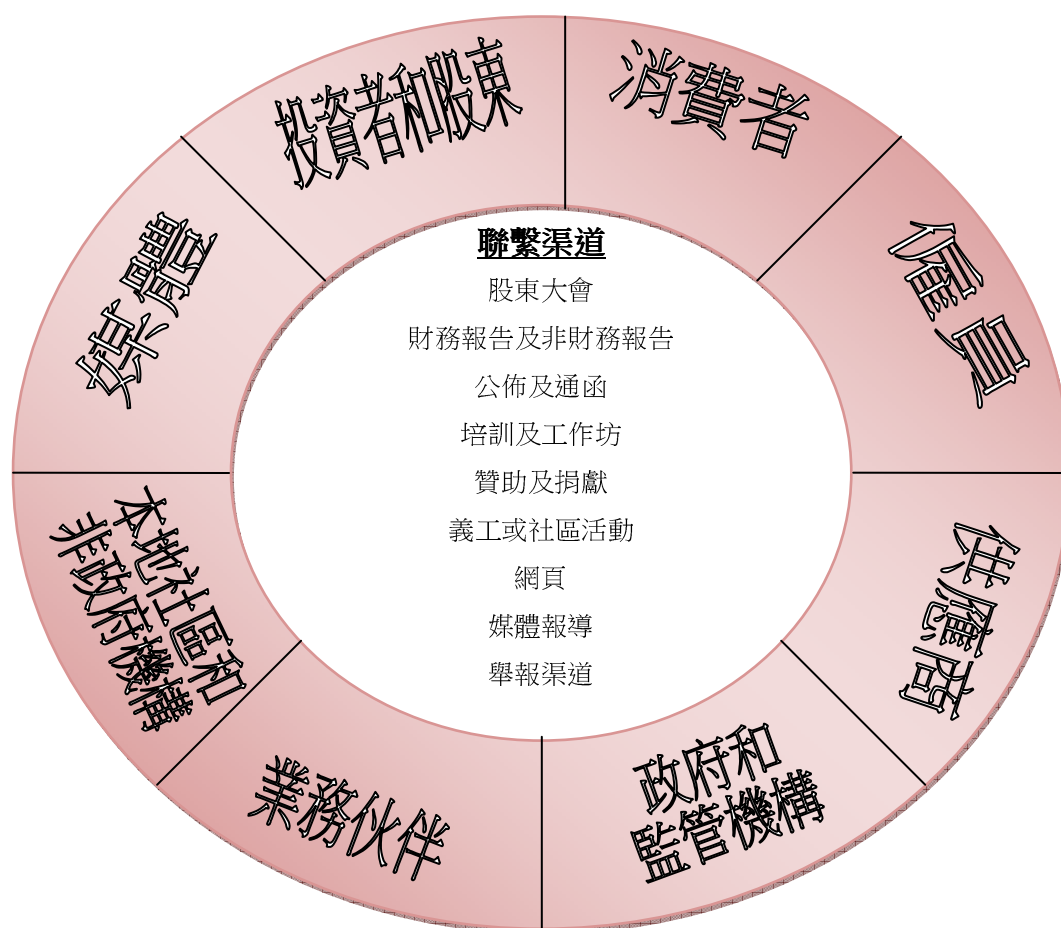 投資者和股東
消費者
僱員
供應商
政府和
監管機構
業務伙伴
本地社區和
非政府機構
媒體
聯繫渠道
股東大會
財務報告及非財務報告
公佈及通函
培訓及工作坊
贊助及捐獻
義工或社區活動
網頁
媒體報導
舉報渠道